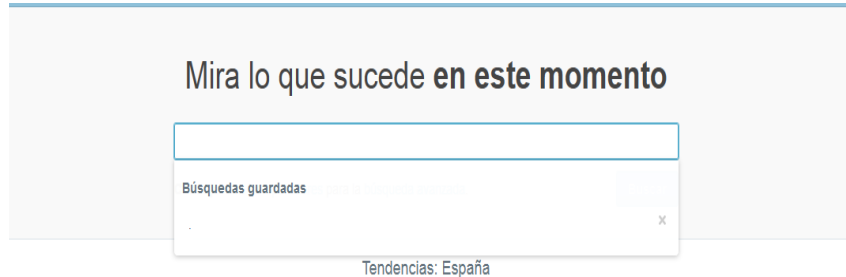 Mira lo que sucede en este momento
Búsquedas guardadas
.
x
Tendencias: España